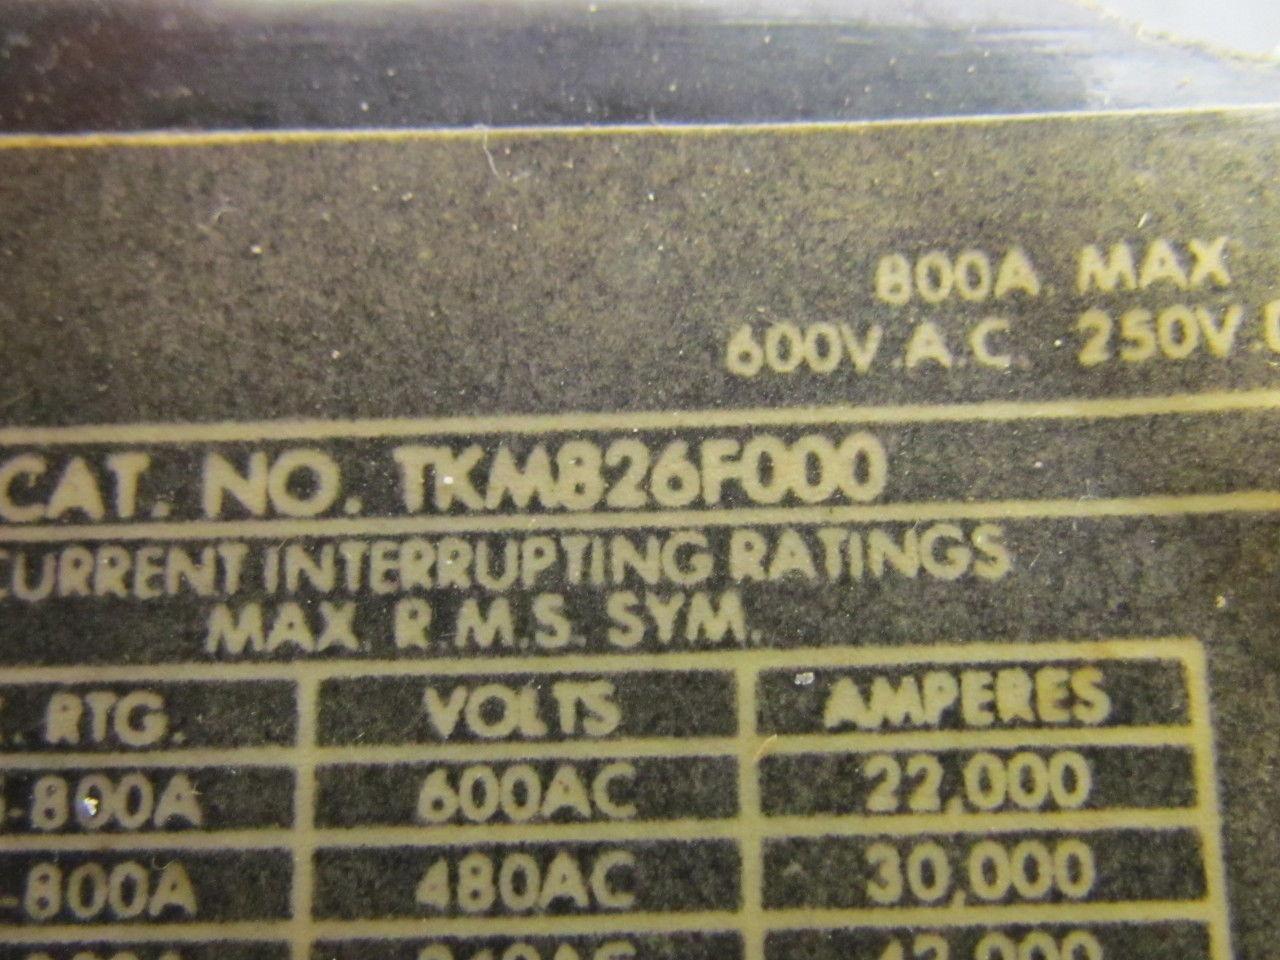 800A MAX
600V.A.C. 250V.
CAT. NO. TKM826F000
CURRENT INTERRUPTING RATINGS
MAX. R.M.S. SYM.
RTG. VOLTS AMPERES
-800A 600AC 22,000
-800A 480AC 30,000